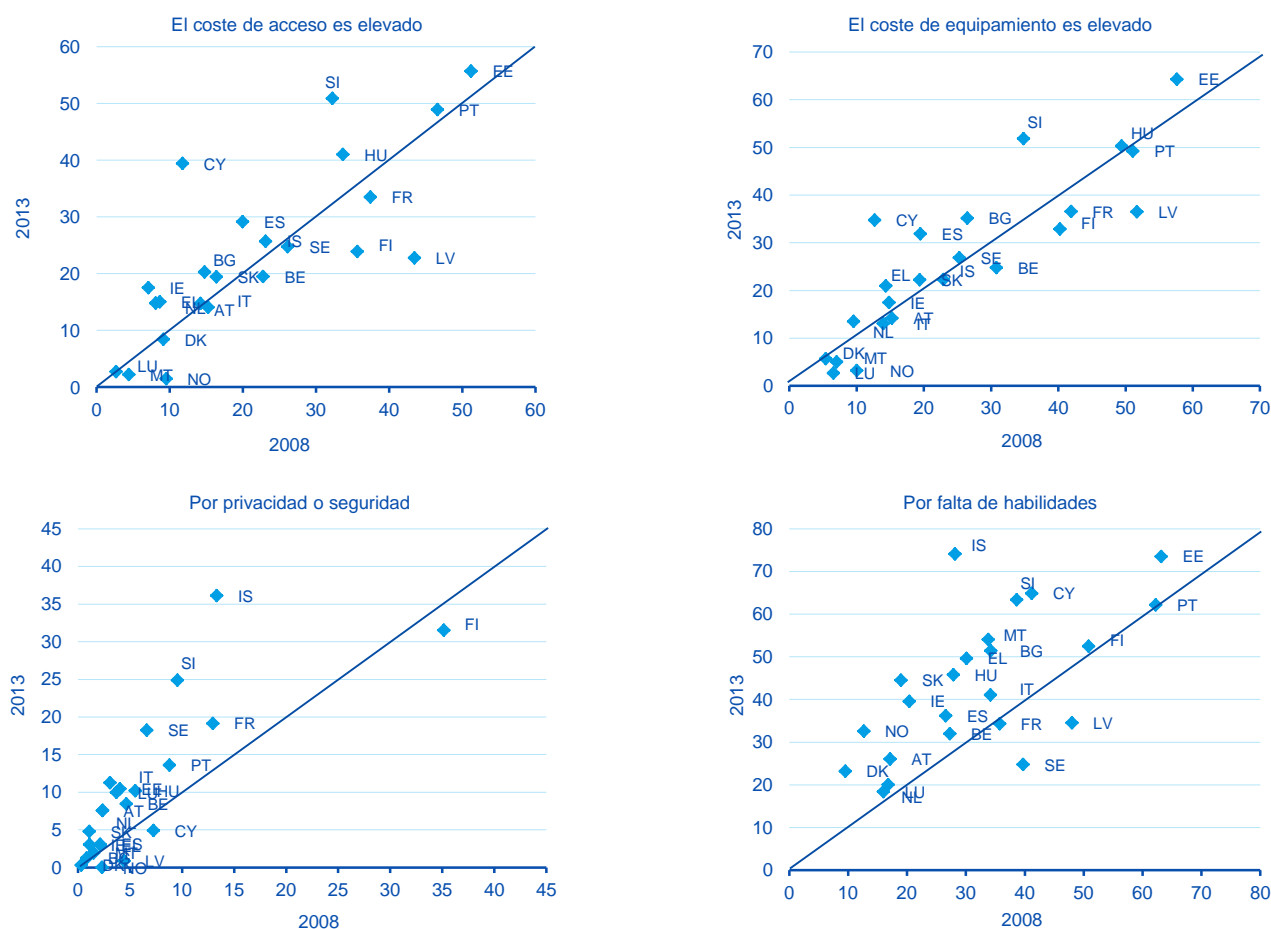 El coste de acceso es elevado
60
50
40
30
20
10
0
2013
0 10 20 30 40 50 60
2008
EE
SI
PT
HU
CY
FR
ES
IS
SE
FI
LV
BG
SK
BE
IE
EL
NL
IT
AT
DK
LU
MT
NO
El coste de equipamiento es elevado
70
60
50
40
30
20
10
0
2013
0 10 20 30 40 50 60 70
2008
EE
SI
HU
PT
CY
BG
FR
LV
FI
ES
SE
IS
BE
EL
SK
IE
AT
IT
NL
DK
MT
LU
NO
Por privacidad o seguridad
45
40
35
30
25
20
15
10
5
0
2013
0 5 10 15 20 25 30 35 40 45
2008
IS
FI
SI
SE
FR
PT
IT
EE
LU
HU
BE
AT
NL
SK
CY
ES
MT
LV
DK
NO
Por falta de habilidades
80
70
60
50
40
30
20
10
0
2013
0 10 20 30 40 50 60 70 80
2008
IS
EE
SI
CY
PT
MT
BG
FI
EL
HU
SK
IT
IE
ES
FR
LV
NO
BE
AT
SE
DK
LU
NL